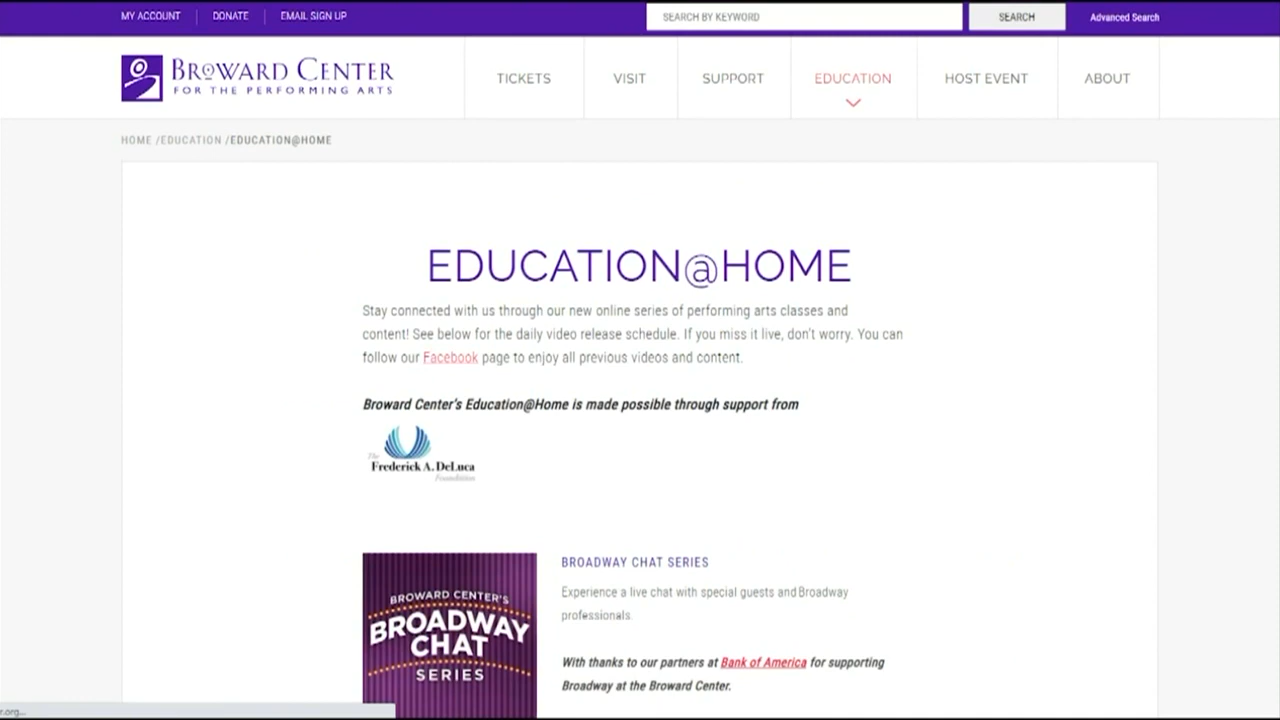 MY ACCOUNT DONATE EMAIL SIGN UP SEARCH BY KEYWORD SEARCH Advanced Search
BROWARD CENTER
FOR THE PERFORMING ARTS
TICKETS VISIT SUPPORT EDUCATION HOST EVENT ABOUT
HOME /EDUCATION /EDUCATION@HOME
EDUCATION@HOME
Stay connected with us through our new online series of performing arts classes and
content! See below for the daily video release schedule. If you miss it live, don't worry. You can
follow our Facebook page to enjoy all previous videos and content.
Broward Center's Education@Home is made possible through support from
The
Frederick A. DeLuca
Foundation
BROWARD CENTER'S
BROADWAY
CHAT
SERIES
BROADWAY CHAT SERIES
Experience a live chat with special guests and Broadway
professionals.
With thanks to our partners at Bank of America for supporting
Broadway at the Broward Center.
r.org...